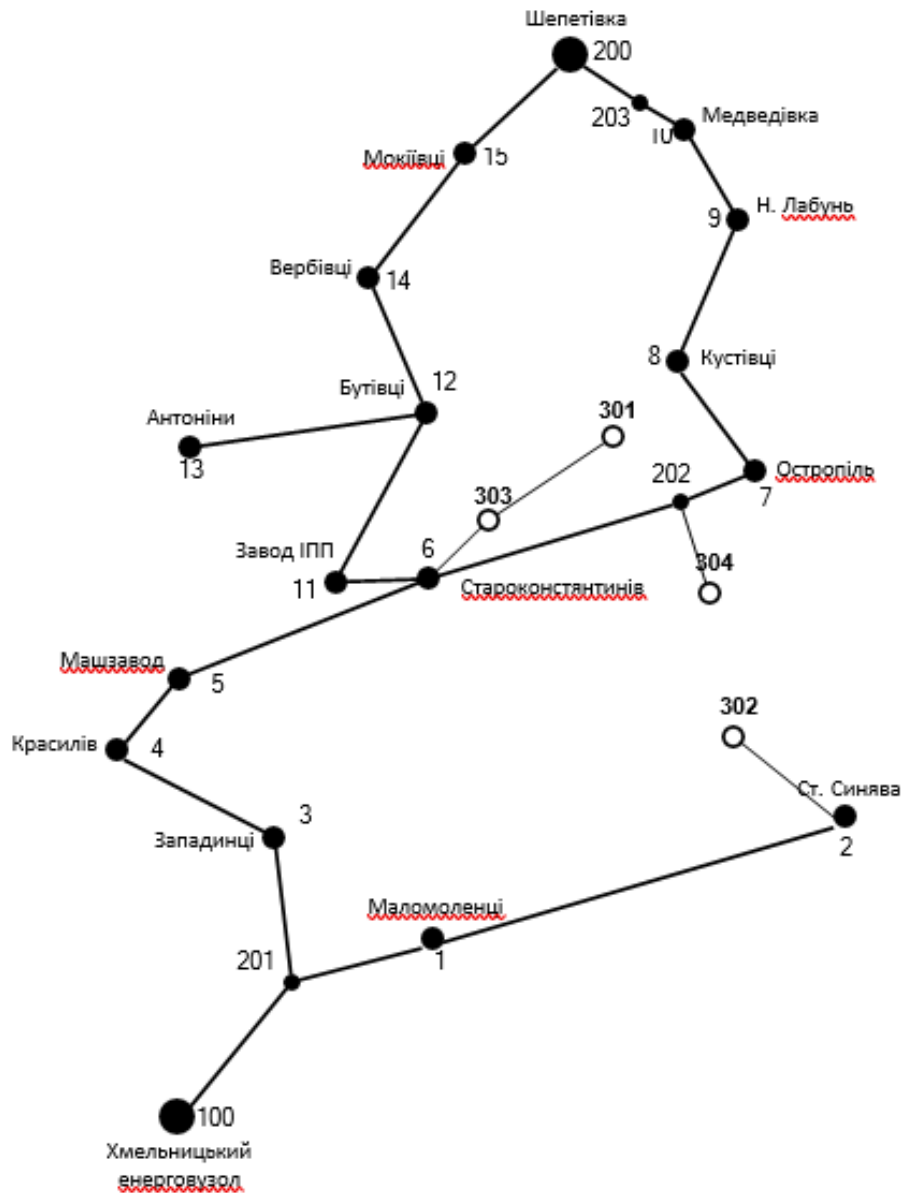 Шепетівка
200
203
Медведівка
10
Мокіївці
15
9
Н. Лабунь
Вербівці
14
8
Кустівці
Бутівці
12
Антоніни
13
301
202
Остропіль
7
303
Завод ІПП
11
6
304
Староконстянтинів
Машзавод
5
302
Красилів
4
Ст. Синява
2
3
Западинці
Маломоленці
1
201
100
Хмельницький
енерговузол